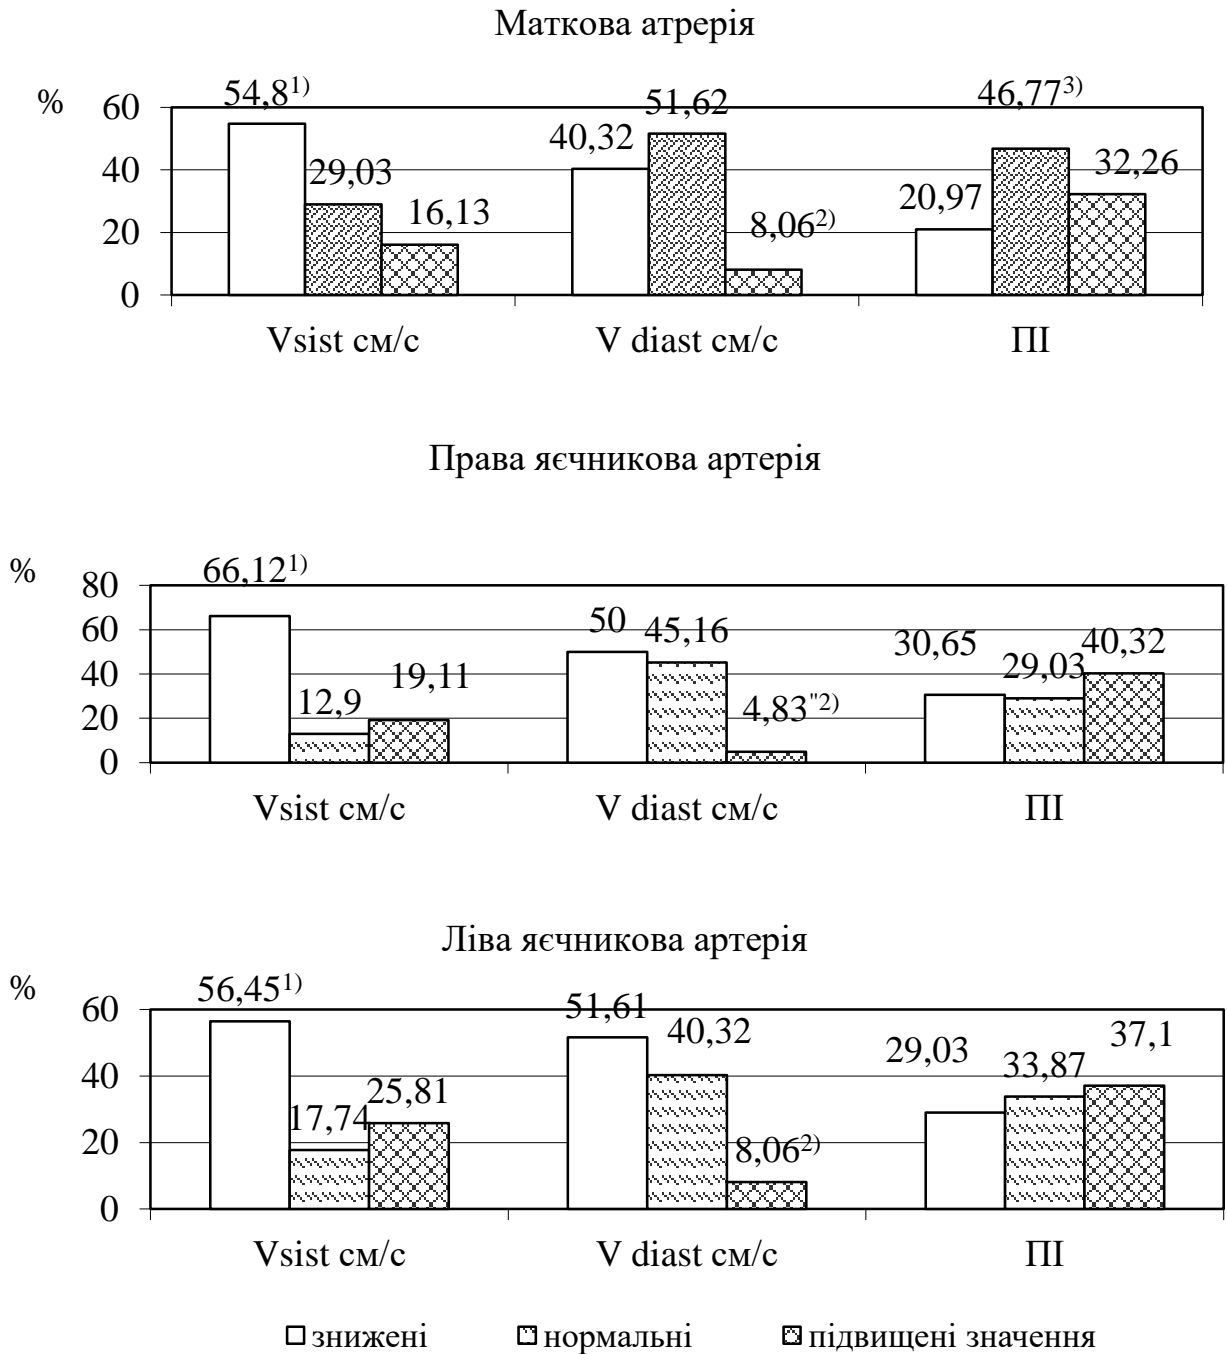 Маткова атрерія
%
54,8¹⁾ 29,03 16,13 40,32 51,62 8,06²⁾ 20,97 46,77³⁾ 32,26
60
40
20
0
Vsist см/с V diast см/с ПІ
Права яєчникова артерія
%
66,12¹⁾ 12,9 19,11 50 45,16 4,83"²⁾ 30,65 29,03 40,32
80
60
40
20
0
Vsist см/с V diast см/с ПІ
Ліва яєчникова артерія
%
56,45¹⁾ 17,74 25,81 51,61 40,32 8,06²⁾ 29,03 33,87 37,1
60
40
20
0
Vsist см/с V diast см/с ПІ
знижені нормальні підвищені значення